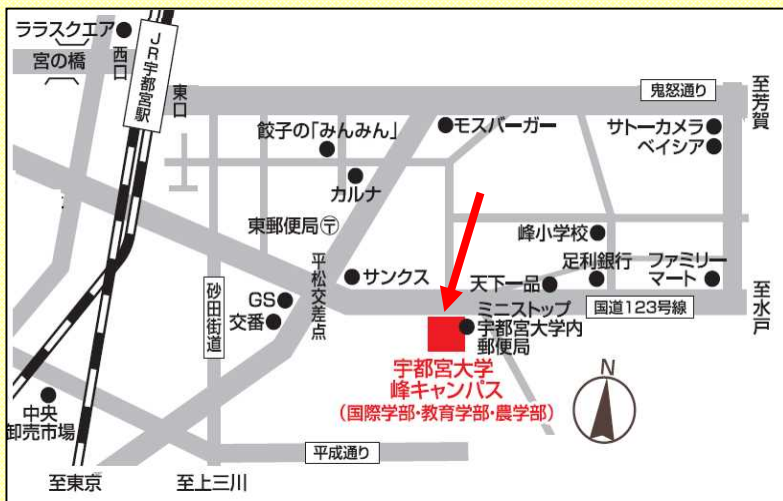 ララスクエア
宮の橋
西口
JR宇都宮駅
東口
鬼怒通り
至芳賀
餃子の「みんみん」
モスバーガー
サトーカメラ
ベイシア
カルナ
東郵便局〒
峰小学校
平松交差点
サンクス
天下一品
足利銀行
ファミリー
マート
砂田街道
GS
交番
ミニストップ
宇都宮大学内
郵便局
国道123号線
至水戸
宇都宮大学
峰キャンパス
(国際学部・教育学部・農学部)
N
中央
卸売市場
平成通り
至東京
至上三川